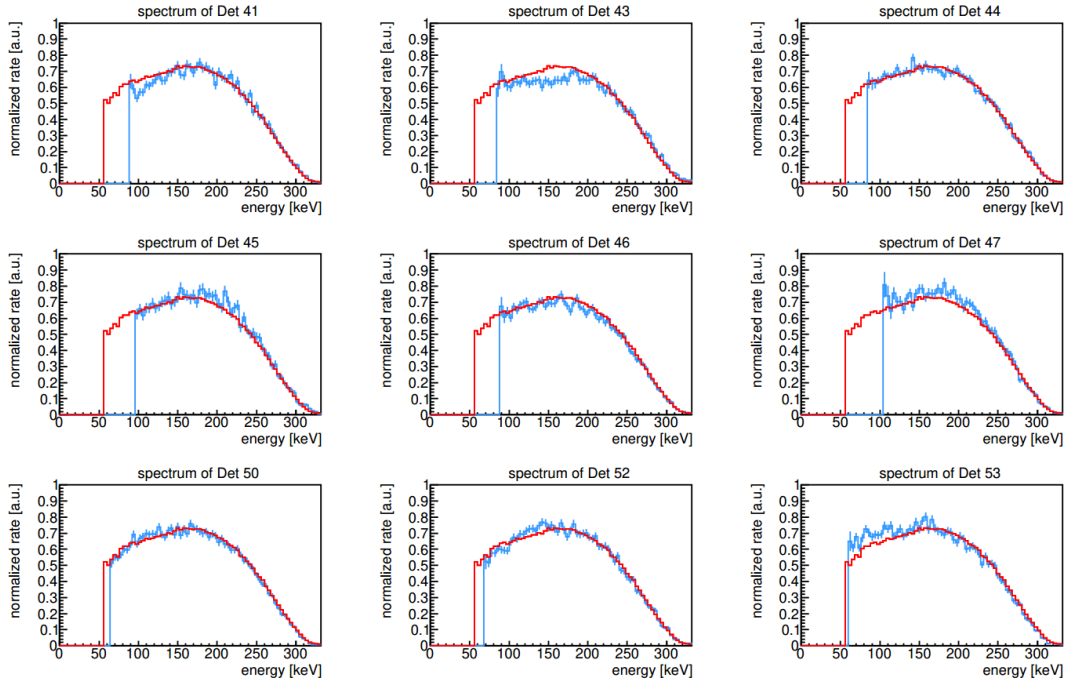 spectrum of Det 41
normalized rate [a.u.]
1
0.9
0.8
0.7
0.6
0.5
0.4
0.3
0.2
0.1
0
0 50 100 150 200 250 300
energy [keV]
spectrum of Det 43
normalized rate [a.u.]
1
0.9
0.8
0.7
0.6
0.5
0.4
0.3
0.2
0.1
0
0 50 100 150 200 250 300
energy [keV]
spectrum of Det 44
normalized rate [a.u.]
1
0.9
0.8
0.7
0.6
0.5
0.4
0.3
0.2
0.1
0
0 50 100 150 200 250 300
energy [keV]
spectrum of Det 45
normalized rate [a.u.]
1
0.9
0.8
0.7
0.6
0.5
0.4
0.3
0.2
0.1
0
0 50 100 150 200 250 300
energy [keV]
spectrum of Det 46
normalized rate [a.u.]
1
0.9
0.8
0.7
0.6
0.5
0.4
0.3
0.2
0.1
0
0 50 100 150 200 250 300
energy [keV]
spectrum of Det 47
normalized rate [a.u.]
1
0.9
0.8
0.7
0.6
0.5
0.4
0.3
0.2
0.1
0
0 50 100 150 200 250 300
energy [keV]
spectrum of Det 50
normalized rate [a.u.]
1
0.9
0.8
0.7
0.6
0.5
0.4
0.3
0.2
0.1
0
0 50 100 150 200 250 300
energy [keV]
spectrum of Det 52
normalized rate [a.u.]
1
0.9
0.8
0.7
0.6
0.5
0.4
0.3
0.2
0.1
0
0 50 100 150 200 250 300
energy [keV]
spectrum of Det 53
normalized rate [a.u.]
1
0.9
0.8
0.7
0.6
0.5
0.4
0.3
0.2
0.1
0
0 50 100 150 200 250 300
energy [keV]